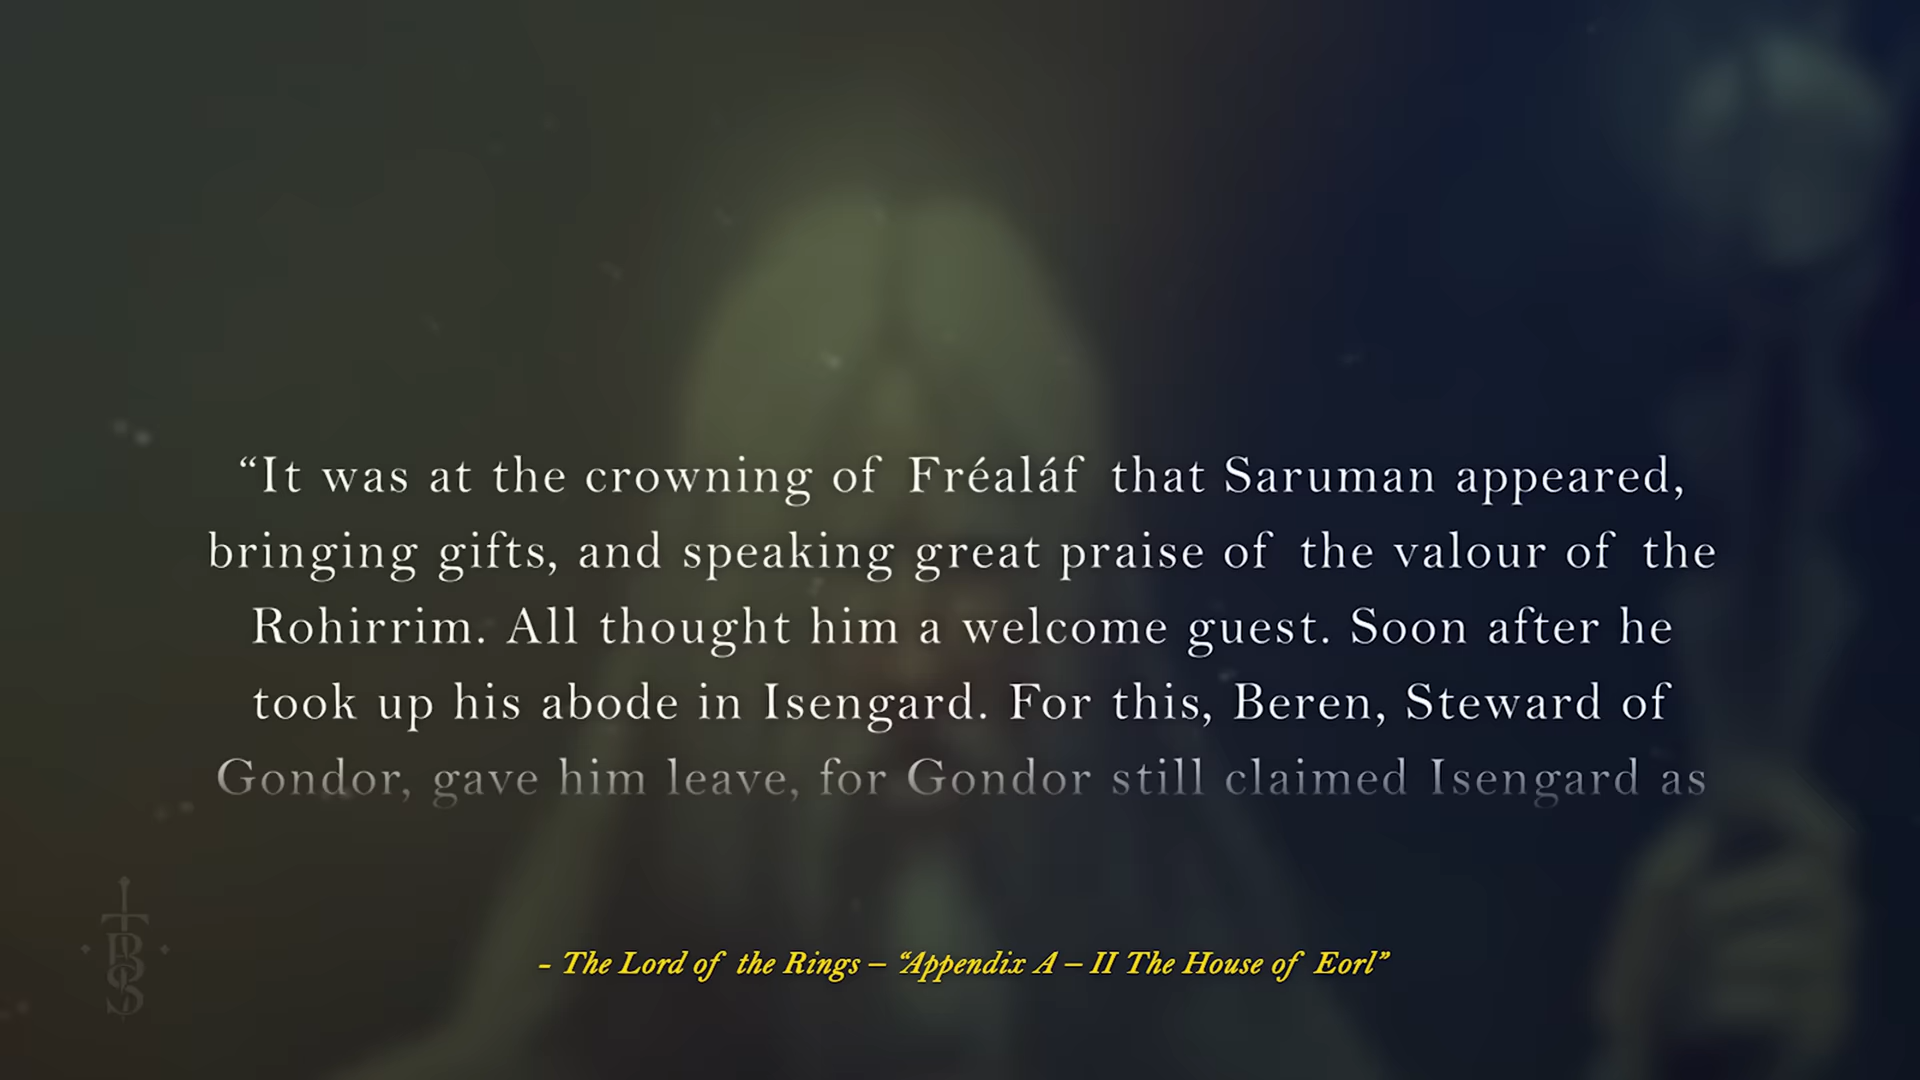 “It was at the crowning of Fréaláf that Saruman appeared,
bringing gifts, and speaking great praise of the valour of the
Rohirrim. All thought him a welcome guest. Soon after he
took up his abode in Isengard. For this, Beren, Steward of
Gondor, gave him leave, for Gondor still claimed Isengard as
- The Lord of the Rings – “Appendix A – II The House of Eorl”
TBS